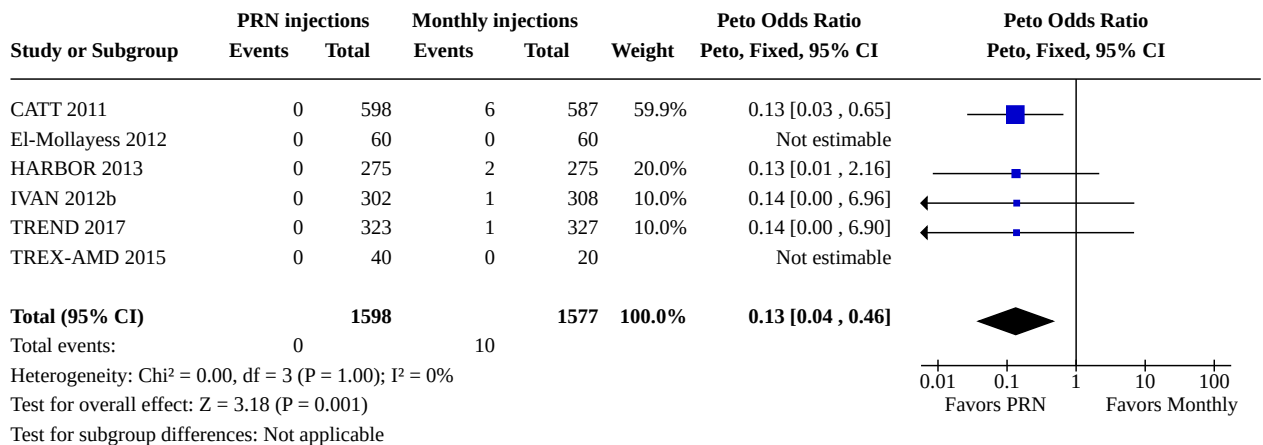 PRN injections Monthly injections Peto Odds Ratio Peto Odds Ratio
Study or Subgroup Events Total Events Total Weight Peto, Fixed, 95% CI Peto, Fixed, 95% CI
CATT 2011 0 598 6 587 59.9% 0.13 [0.03 , 0.65]
El-Mollayess 2012 0 60 0 60 Not estimable
HARBOR 2013 0 275 2 275 20.0% 0.13 [0.01 , 2.16]
IVAN 2012b 0 302 1 308 10.0% 0.14 [0.00 , 6.96]
TREND 2017 0 323 1 327 10.0% 0.14 [0.00 , 6.90]
TREX-AMD 2015 0 40 0 20 Not estimable
Total (95% CI) 1598 1577 100.0% 0.13 [0.04 , 0.46]
Total events: 0 10
Heterogeneity: Chi² = 0.00, df = 3 (P = 1.00); I² = 0%
0.01 0.1 1 10 100
Test for overall effect: Z = 3.18 (P = 0.001)
Favors PRN Favors Monthly
Test for subgroup differences: Not applicable